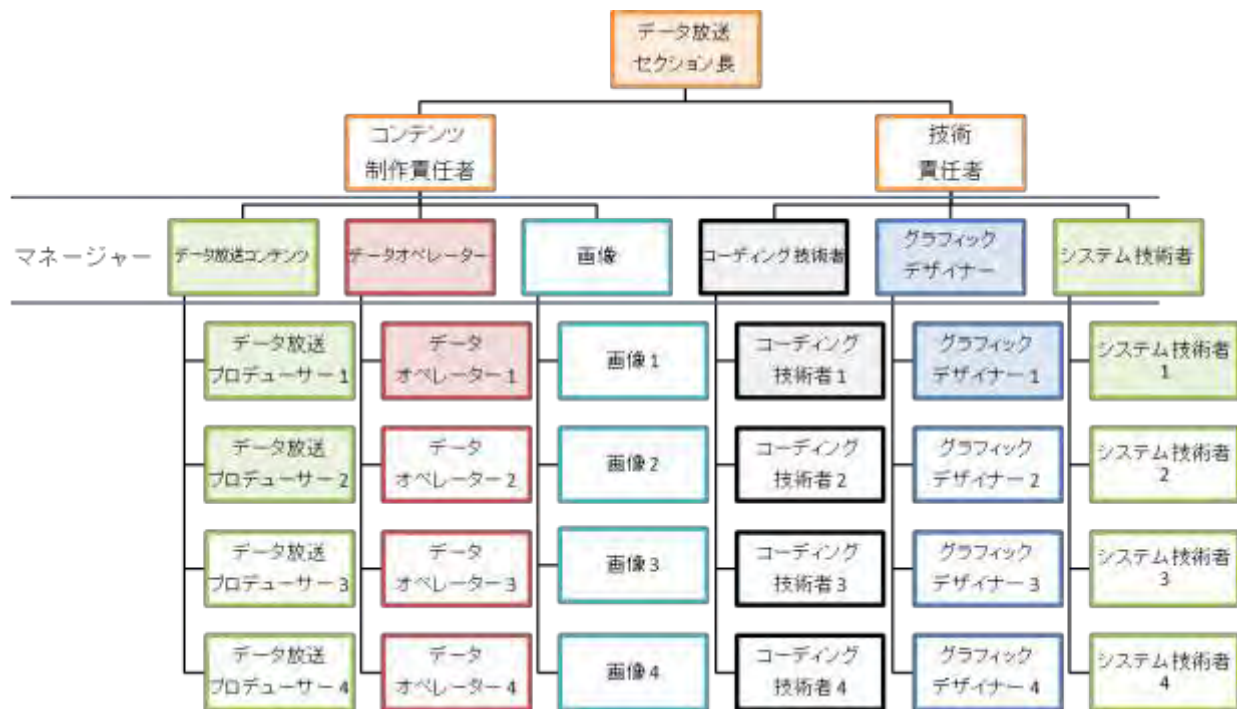 データ放送
セクション長
コンテンツ
制作責任者
技術
責任者
マネージャー
データ放送コンテンツ
データオペレーター
画像
コーディング技術者
グラフィック
デザイナー
システム技術者
データ放送
プロデューサー1
データ
オペレーター1
画像1
コーディング
技術者1
グラフィック
デザイナー1
システム技術者
1
データ放送
プロデューサー2
データ
オペレーター2
画像2
コーディング
技術者2
グラフィック
デザイナー2
システム技術者
2
データ放送
プロデューサー3
データ
オペレーター3
画像3
コーディング
技術者3
グラフィック
デザイナー3
システム技術者
3
データ放送
プロデューサー4
データ
オペレーター4
画像4
コーディング
技術者4
グラフィック
デザイナー4
システム技術者
4